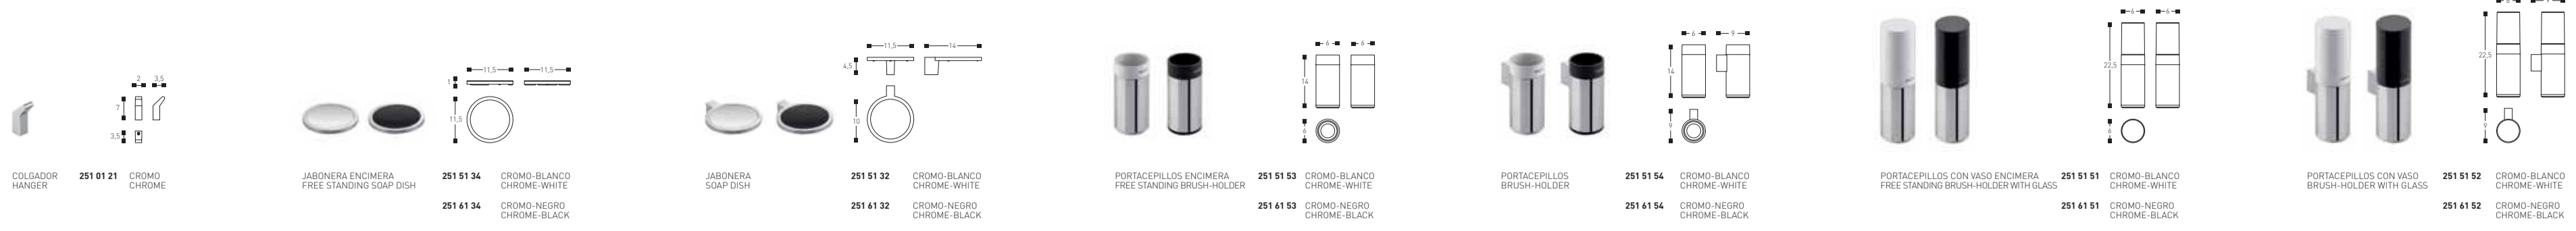 2 3,5
7
3,5
COLGADOR 251 01 21 CROMO
HANGER CHROME
11,5 11,5
1
11,5
JABONERA ENCIMERA 251 51 34 CROMO-BLANCO
FREE STANDING SOAP DISH CHROME-WHITE
251 61 34 CROMO-NEGRO
CHROME-BLACK
11,5 14
4,5
10
JABONERA 251 51 32 CROMO-BLANCO
SOAP DISH CHROME-WHITE
251 61 32 CROMO-NEGRO
CHROME-BLACK
6 6
14
6
PORTACEPILLOS ENCIMERA 251 51 53 CROMO-BLANCO
FREE STANDING BRUSH-HOLDER CHROME-WHITE
251 61 53 CROMO-NEGRO
CHROME-BLACK
6 9
14
9
PORTACEPILLOS 251 51 54 CROMO-BLANCO
BRUSH-HOLDER CHROME-WHITE
251 61 54 CROMO-NEGRO
CHROME-BLACK
6 6
22,5
6
PORTACEPILLOS CON VASO ENCIMERA 251 51 51 CROMO-BLANCO
FREE STANDING BRUSH-HOLDER WITH GLASS CHROME-WHITE
251 61 51 CROMO-NEGRO
CHROME-BLACK
22,5
9
PORTACEPILLOS CON VASO 251 51 52 CROMO-BLANCO
BRUSH-HOLDER WITH GLASS CHROME-WHITE
251 61 52 CROMO-NEGRO
CHROME-BLACK